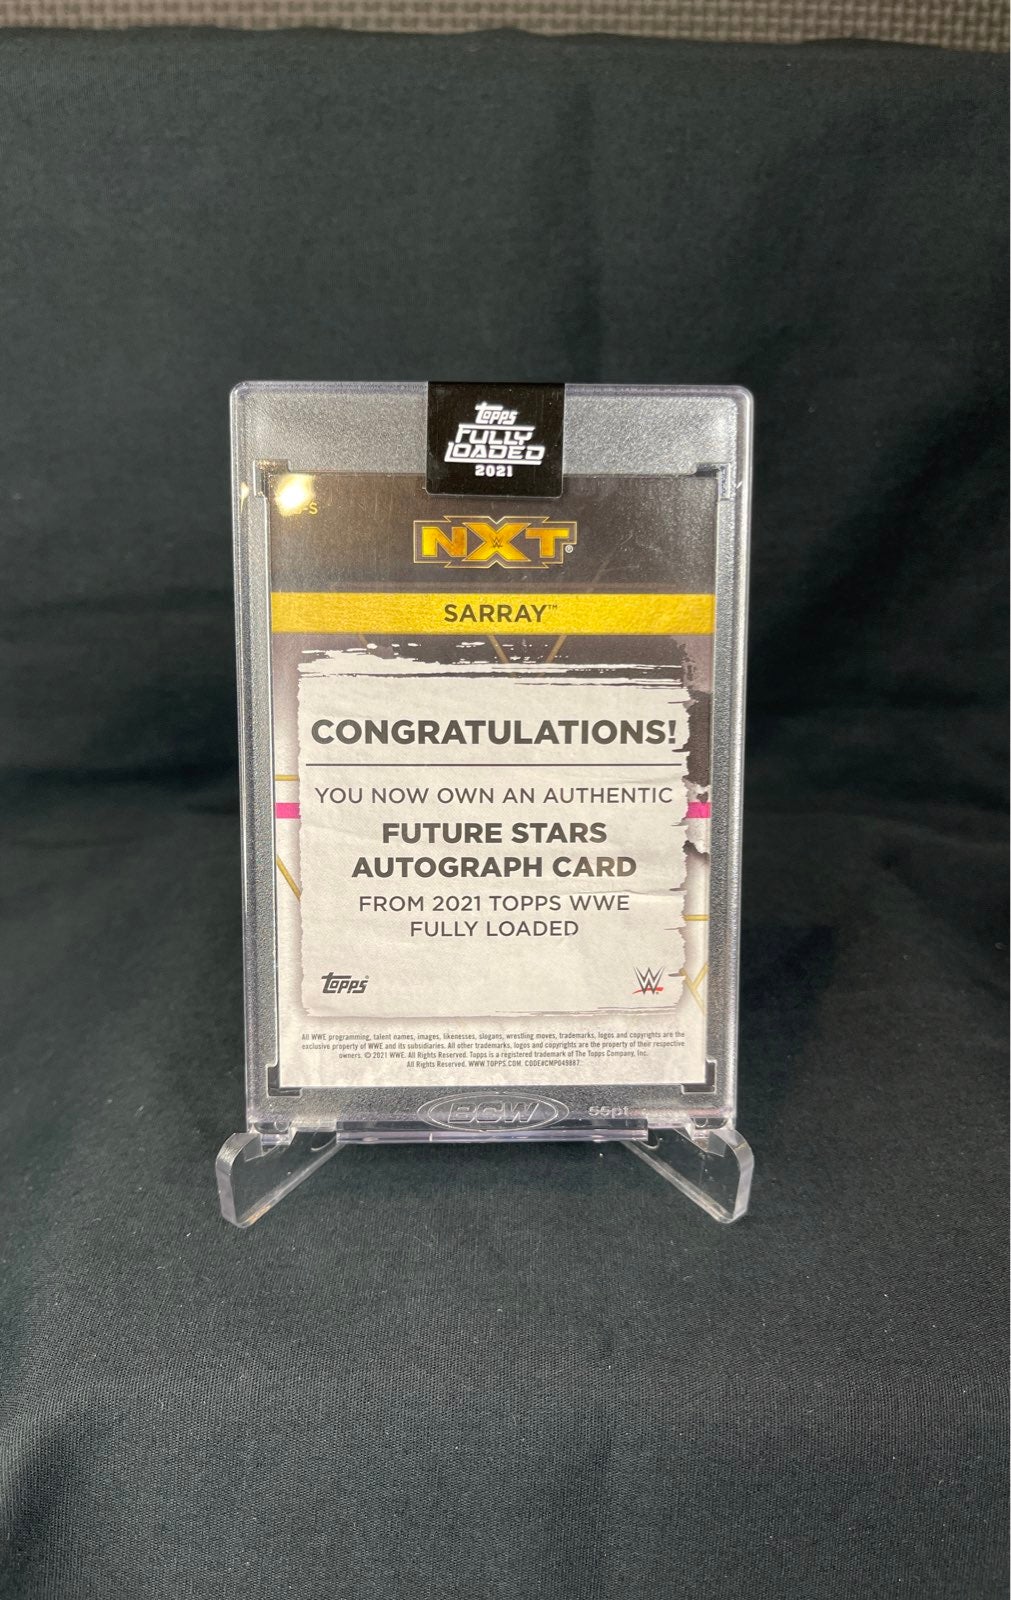 Topps
FULLY
LOADED
2021
-S
NXT®
SARRAY™
CONGRATULATIONS!
YOU NOW OWN AN AUTHENTIC
FUTURE STARS
AUTOGRAPH CARD
FROM 2021 TOPPS WWE
FULLY LOADED
Topps®
W
All WWE programming, talent names, images, likenesses, slogans, wrestling moves, trademarks, logos and copyrights are the
exclusive property of WWE and its subsidiaries. All other trademarks, logos and copyrights are the property of their respective
owners. © 2021 WWE. All Rights Reserved. Topps is a registered trademark of The Topps Company, Inc.
All Rights Reserved. WWW.TOPPS.COM. CODE#CMP049887
BCW
55pt